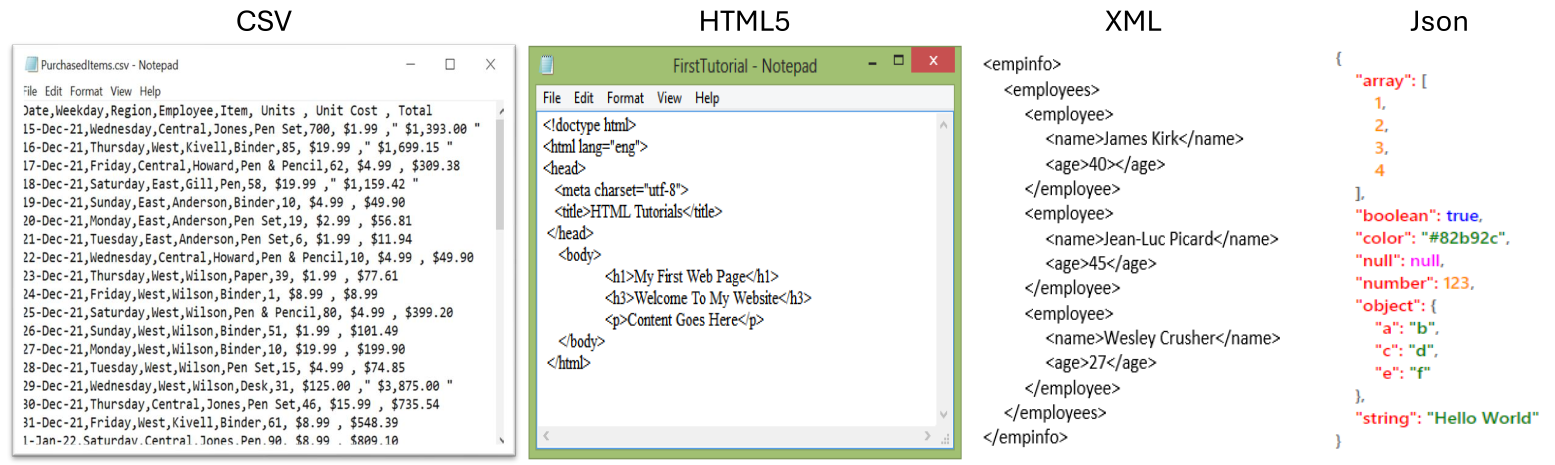 CSV
PurchasedItems.csv - Notepad
File Edit Format View Help
Date,Weekday,Region,Employee,Item, Units , Unit Cost , Total
15-Dec-21,Wednesday,Central,Jones,Pen Set,700, $1.99 ," $1,393.00 "
16-Dec-21,Thursday,West,Kivell,Binder,85, $19.99 ," $1,699.15 "
17-Dec-21,Friday,Central,Howard,Pen & Pencil,62, $4.99 , $309.38
18-Dec-21,Saturday,East,Gill,Pen,58, $19.99 ," $1,159.42 "
19-Dec-21,Sunday,East,Anderson,Binder,10, $4.99 , $49.90
20-Dec-21,Monday,East,Anderson,Pen Set,19, $2.99 , $56.81
21-Dec-21,Tuesday,East,Anderson,Pen Set,6, $1.99 , $11.94
22-Dec-21,Wednesday,Central,Howard,Pen & Pencil,10, $4.99 , $49.90
23-Dec-21,Thursday,West,Wilson,Paper,39, $1.99 , $77.61
24-Dec-21,Friday,West,Wilson,Binder,1, $8.99 , $8.99
25-Dec-21,Saturday,West,Wilson,Pen & Pencil,80, $4.99 , $399.20
26-Dec-21,Sunday,West,Wilson,Binder,51, $1.99 , $101.49
27-Dec-21,Monday,West,Wilson,Binder,10, $19.99 , $199.90
28-Dec-21,Tuesday,West,Wilson,Pen Set,15, $4.99 , $74.85
29-Dec-21,Wednesday,West,Wilson,Desk,31, $125.00 ," $3,875.00 "
30-Dec-21,Thursday,Central,Jones,Pen Set,46, $15.99 , $735.54
31-Dec-21,Friday,West,Kivell,Binder,61, $8.99 , $548.39
1-Jan-22,Saturday,Central,Jones,Pen,90, $8.99 , $809.10
HTML5
FirstTutorial - Notepad
File Edit Format View Help
<!doctype html>
<html lang="eng">
<head>
<meta charset="utf-8">
<title>HTML Tutorials</title>
</head>
<body>
<h1>My First Web Page</h1>
<h3>Welcome To My Website</h3>
<p>Content Goes Here</p>
</body>
</html>
XML
<empinfo>
<employees>
<employee>
<name>James Kirk</name>
<age>40></age>
</employee>
<employee>
<name>Jean-Luc Picard</name>
<age>45</age>
</employee>
<employee>
<name>Wesley Crusher</name>
<age>27</age>
</employee>
</employees>
</empinfo>
Json
{
"array": [
1,
2,
3,
4
],
"boolean": true,
"color": "#82b92c",
"null": null,
"number": 123,
"object": {
"a": "b",
"c": "d",
"e": "f"
},
"string": "Hello World"
}